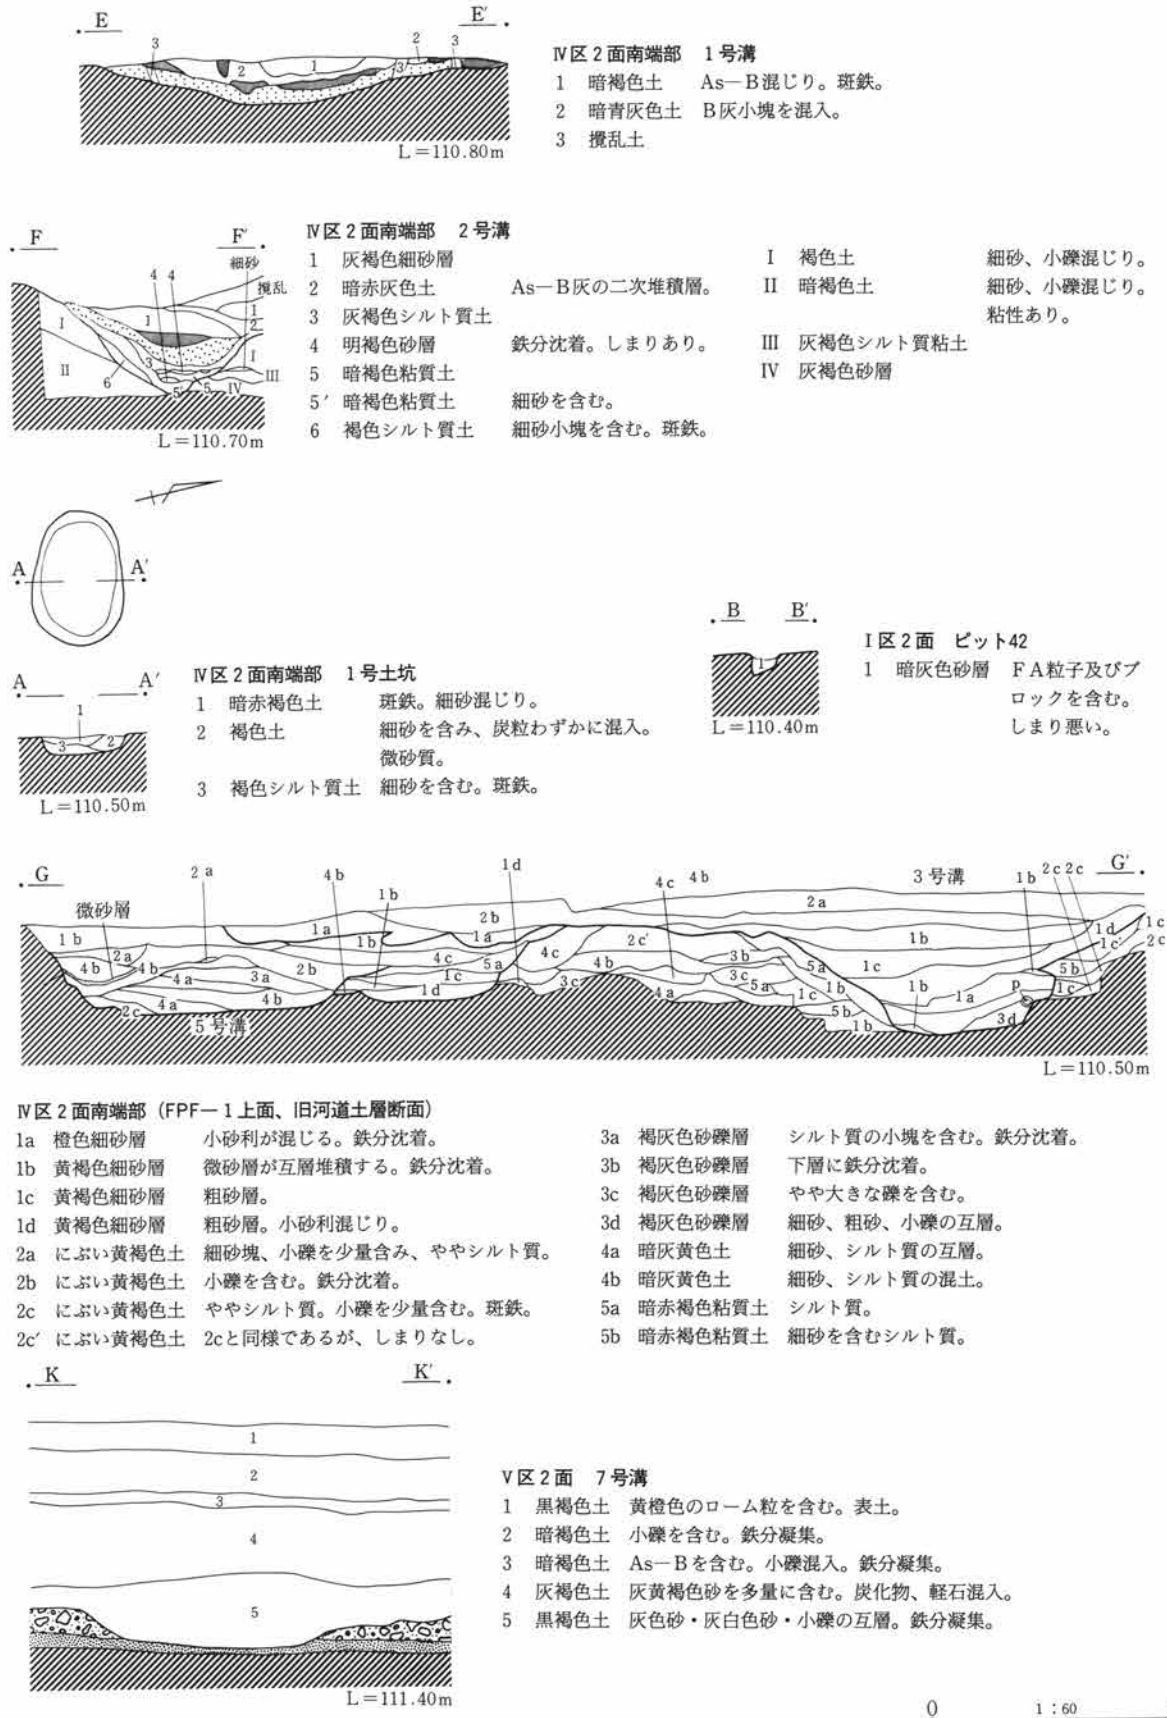 E E′
3 2 3
2 1 3
L=110.80m
Ⅳ区2面南端部 1号溝
1 暗褐色土 As—B混じり。斑鉄。
2 暗青灰色土 B灰小塊を混入。
3 攪乱土
F F′
細砂
4 4
攪乱
1
2
I 1
I
3
II
6
III
5′ 5 IV
L=110.70m
Ⅳ区2面南端部 2号溝
1 灰褐色細砂層
2 暗赤灰色土 As—B灰の二次堆積層。
3 灰褐色シルト質土
4 明褐色砂層 鉄分沈着。しまりあり。
5 暗褐色粘質土
5′ 暗褐色粘質土 細砂を含む。
6 褐色シルト質土 細砂小塊を含む。斑鉄。
I 褐色土 細砂、小礫混じり。
II 暗褐色土 細砂、小礫混じり。
粘性あり。
III 灰褐色シルト質粘土
IV 灰褐色砂層
A A′
A A′
1
3 2
L=110.50m
Ⅳ区2面南端部 1号土坑
1 暗赤褐色土 斑鉄。細砂混じり。
2 褐色土 細砂を含み、炭粒わずかに混入。
微砂質。
3 褐色シルト質土 細砂を含む。斑鉄。
B B′
1
L=110.40m
I区2面 ピット42
1 暗灰色砂層 FA粒子及びブ
ロックを含む。
しまり悪い。
G 2a 4b 1b 1d 4c 4b 3号溝 1b 2c 2c G′
微砂層
2a
1b 1a 1b 2b 1a 2c′ 1b 1d 1c
2a 4b 4b 4a 3a 2b 4c 5a 4c 3b 5a 1c 1c′ 2c
4a 4b 1c 1d 3c 4b 3c 5a 1b 1b 5b
2c 4a 4b 4a 1c 5b 1b 1a P 1c 3d
5号溝
L=110.50m
Ⅳ区2面南端部(FPF—1上面、旧河道土層断面)
1a 橙色細砂層 小砂利が混じる。鉄分沈着。
1b 黄褐色細砂層 微砂層が互層堆積する。鉄分沈着。
1c 黄褐色細砂層 粗砂層。
1d 黄褐色細砂層 粗砂層。小砂利混じり。
2a にぶい黄褐色土 細砂塊、小礫を少量含み、ややシルト質。
2b にぶい黄褐色土 小礫を含む。鉄分沈着。
2c にぶい黄褐色土 ややシルト質。小礫を少量含む。斑鉄。
2c′ にぶい黄褐色土 2cと同様であるが、しまりなし。
3a 褐灰色砂礫層 シルト質の小塊を含む。鉄分沈着。
3b 褐灰色砂礫層 下層に鉄分沈着。
3c 褐灰色砂礫層 やや大きな礫を含む。
3d 褐灰色砂礫層 細砂、粗砂、小礫の互層。
4a 暗灰黄色土 細砂、シルト質の互層。
4b 暗灰黄色土 細砂、シルト質の混土。
5a 暗赤褐色粘質土 シルト質。
5b 暗赤褐色粘質土 細砂を含むシルト質。
K K′
1
2
3
4
5
L=111.40m
Ⅴ区2面 7号溝
1 黒褐色土 黄橙色のローム粒を含む。表土。
2 暗褐色土 小礫を含む。鉄分凝集。
3 暗褐色土 As—Bを含む。小礫混入。鉄分凝集。
4 灰褐色土 灰黄褐色砂を多量に含む。炭化物、軽石混入。
5 黒褐色土 灰色砂・灰白色砂・小礫の互層。鉄分凝集。
0 1:60